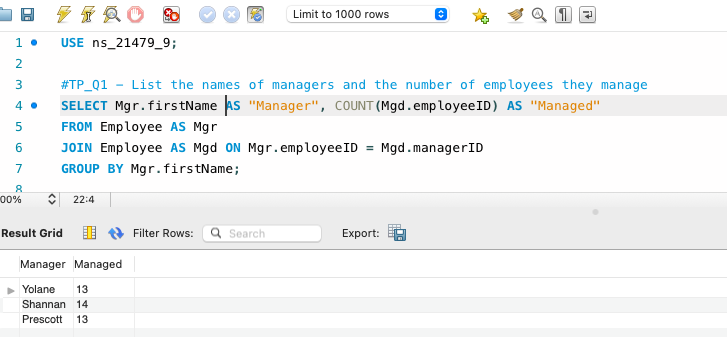 Limit to 1000 rows
1 USE ns_21479_9;
2
3 #TP_Q1 - List the names of managers and the number of employees they manage
4 SELECT Mgr.firstName AS "Manager", COUNT(Mgd.employeeID) AS "Managed"
5 FROM Employee AS Mgr
6 JOIN Employee AS Mgd ON Mgr.employeeID = Mgd.managerID
7 GROUP BY Mgr.firstName;
8
00% 22:4
Result Grid Filter Rows: Search Export:
Manager Managed
Yolane 13
Shannan 14
Prescott 13